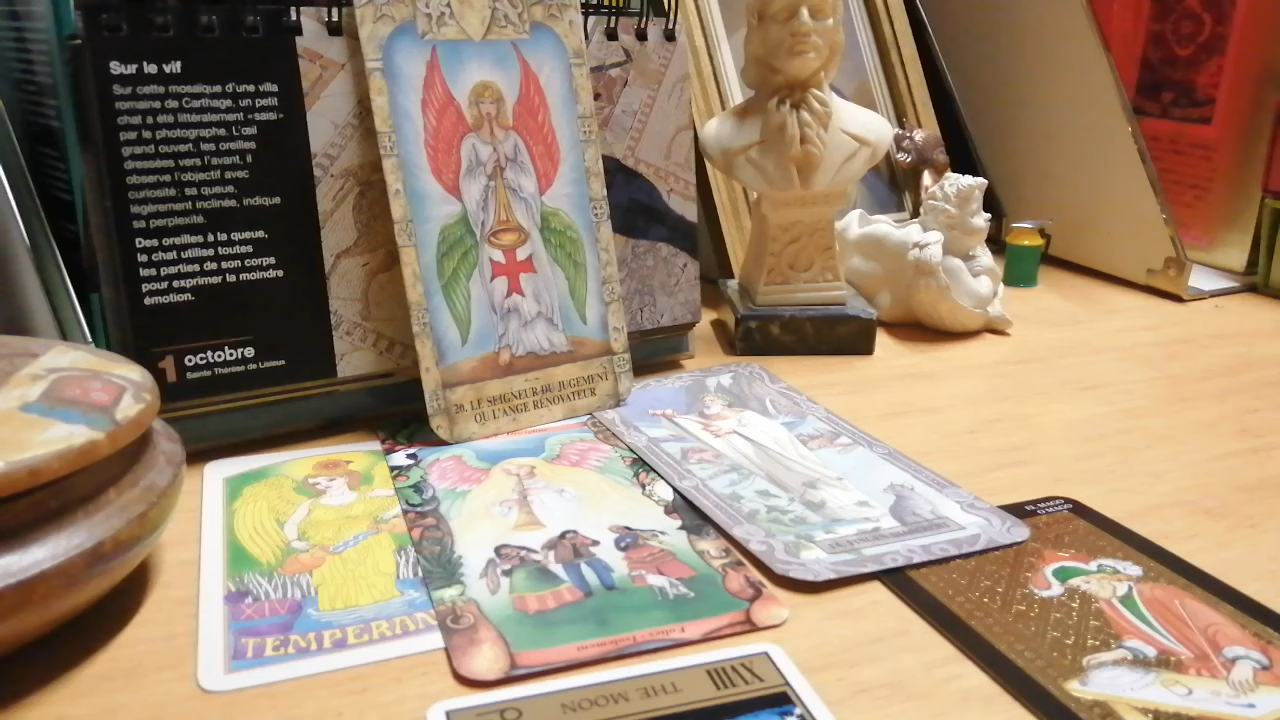 Sur le vif
Sur cette mosaïque d'une villa
romaine de Carthage, un petit
chat a été littéralement «saisi»
par le photographe. L'œil
grand ouvert, les oreilles
dressées vers l'avant, il
observe l'objectif avec
curiosité ; sa queue,
légèrement inclinée, indique
sa perplexité.
Des oreilles à la queue,
le chat utilise toutes
les parties de son corps
pour exprimer la moindre
émotion.
1 octobre
Sainte Thérèse de Lisieux
20. LE SEIGNEUR DU JUGEMENT
OU L'ANGE RÉNOVATEUR
XIV
TEMPERAN
Folies - Isolement
EL MAGO
O MAGO
XVIII
THE MOON